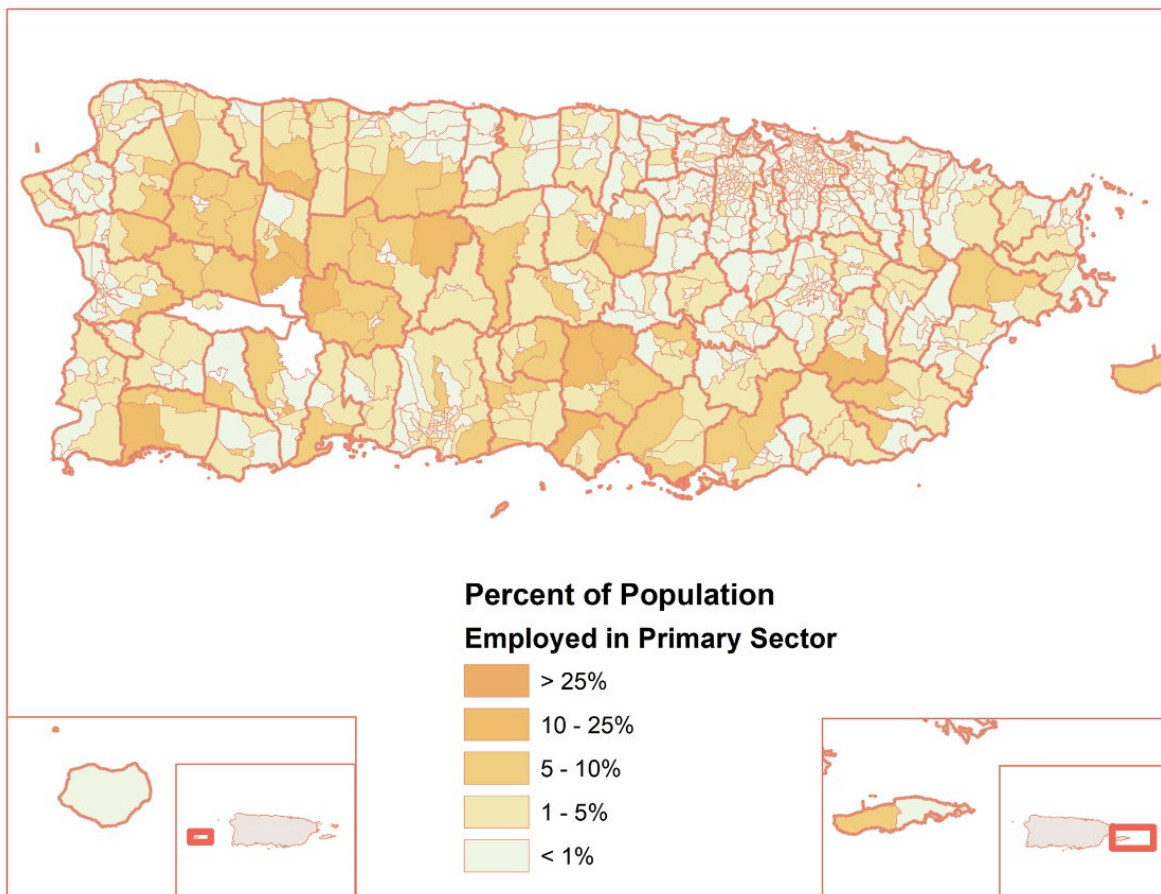 Percent of Population
Employed in Primary Sector
> 25%
10 - 25%
5 - 10%
1 - 5%
< 1%